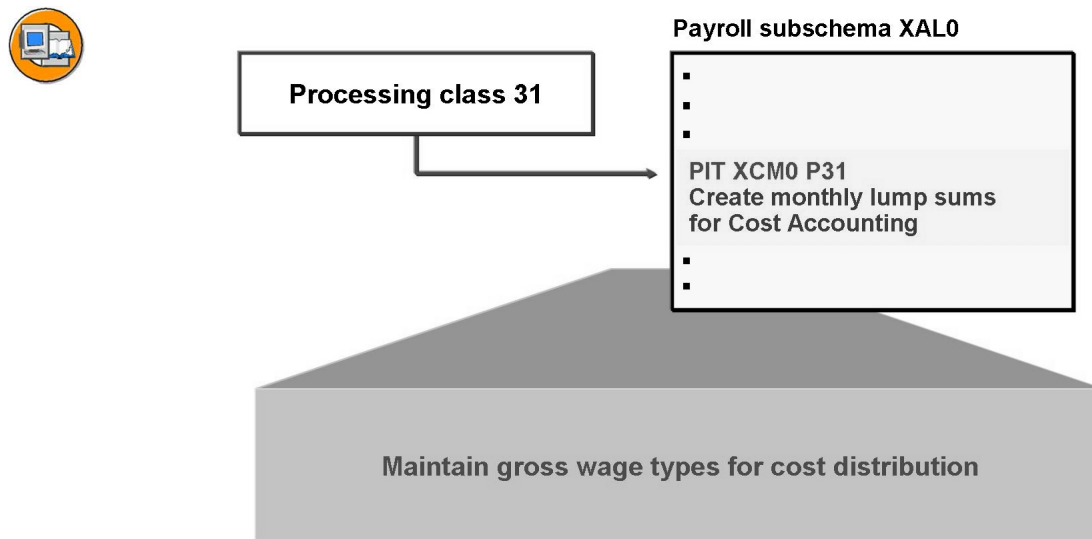 Payroll subschema XAL0
Processing class 31
PIT XCM0 P31
Create monthly lump sums
for Cost Accounting
Maintain gross wage types for cost distribution